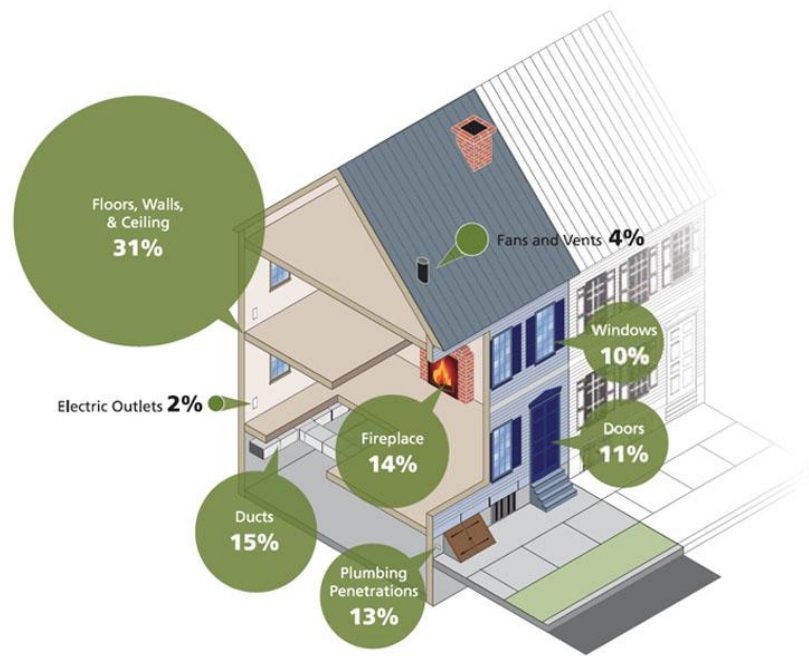 Floors, Walls,
& Ceiling
31%
Fans and Vents 4%
Windows
10%
Electric Outlets 2%
Fireplace
14%
Doors
11%
Ducts
15%
Plumbing
Penetrations
13%